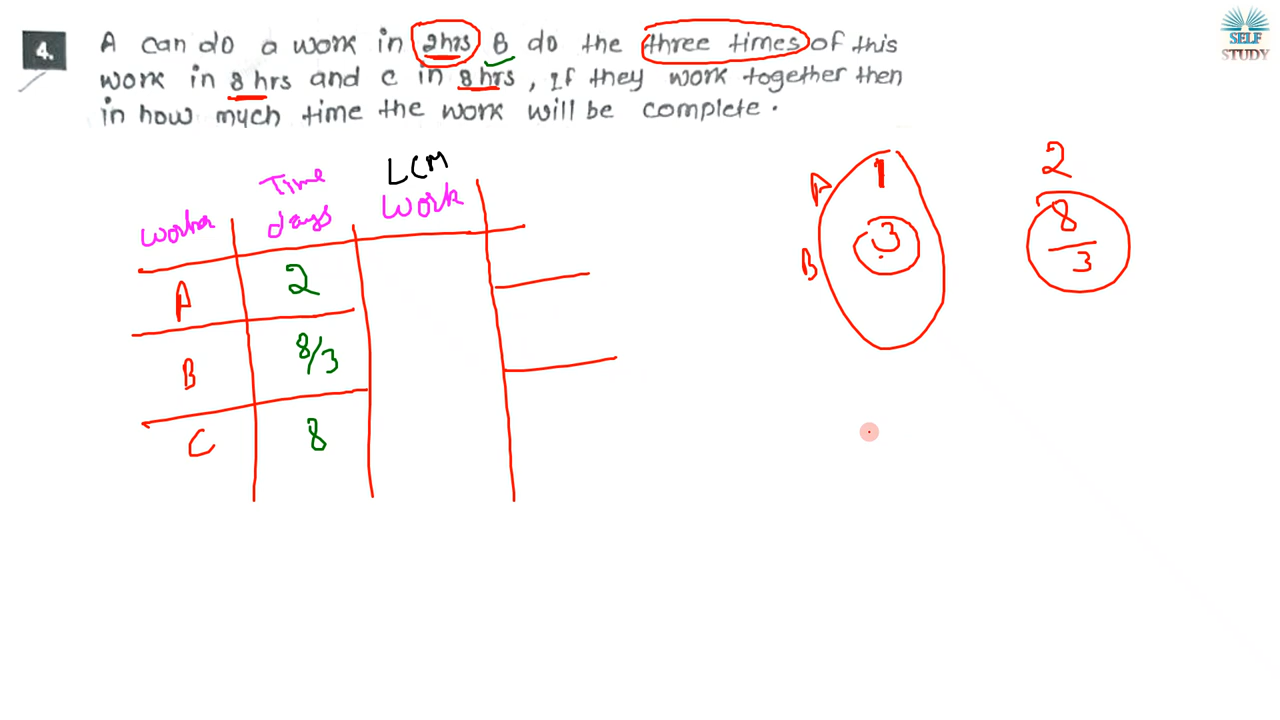 4. A can do a work in 2hrs B do the three times of this
work in 8 hrs and c in 8 hrs, If they work together then
in how much time the work will be complete.
SELF
STUDY
Worker Time days LCM Work
A 2
B 8/3
C 8
A 1 2
B 3 8/3